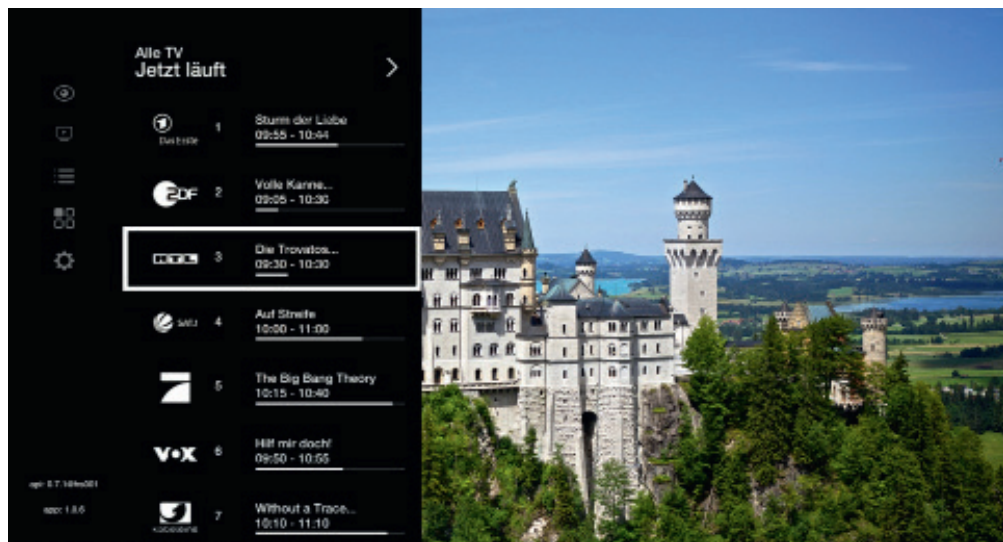 Alle TV
Jetzt läuft
Das Erste
1
Sturm der Liebe
09:55 - 10:44
ZDF
2
Volle Kanne...
09:05 - 10:30
RTL
3
Die Trovatos...
09:30 - 10:30
SAT.1
4
Auf Streife
10:00 - 11:00
5
The Big Bang Theory
10:15 - 10:40
VOX
6
Hilf mir doch!
09:50 - 10:55
7
Without a Trace...
10:10 - 11:10
app: 1.8.6